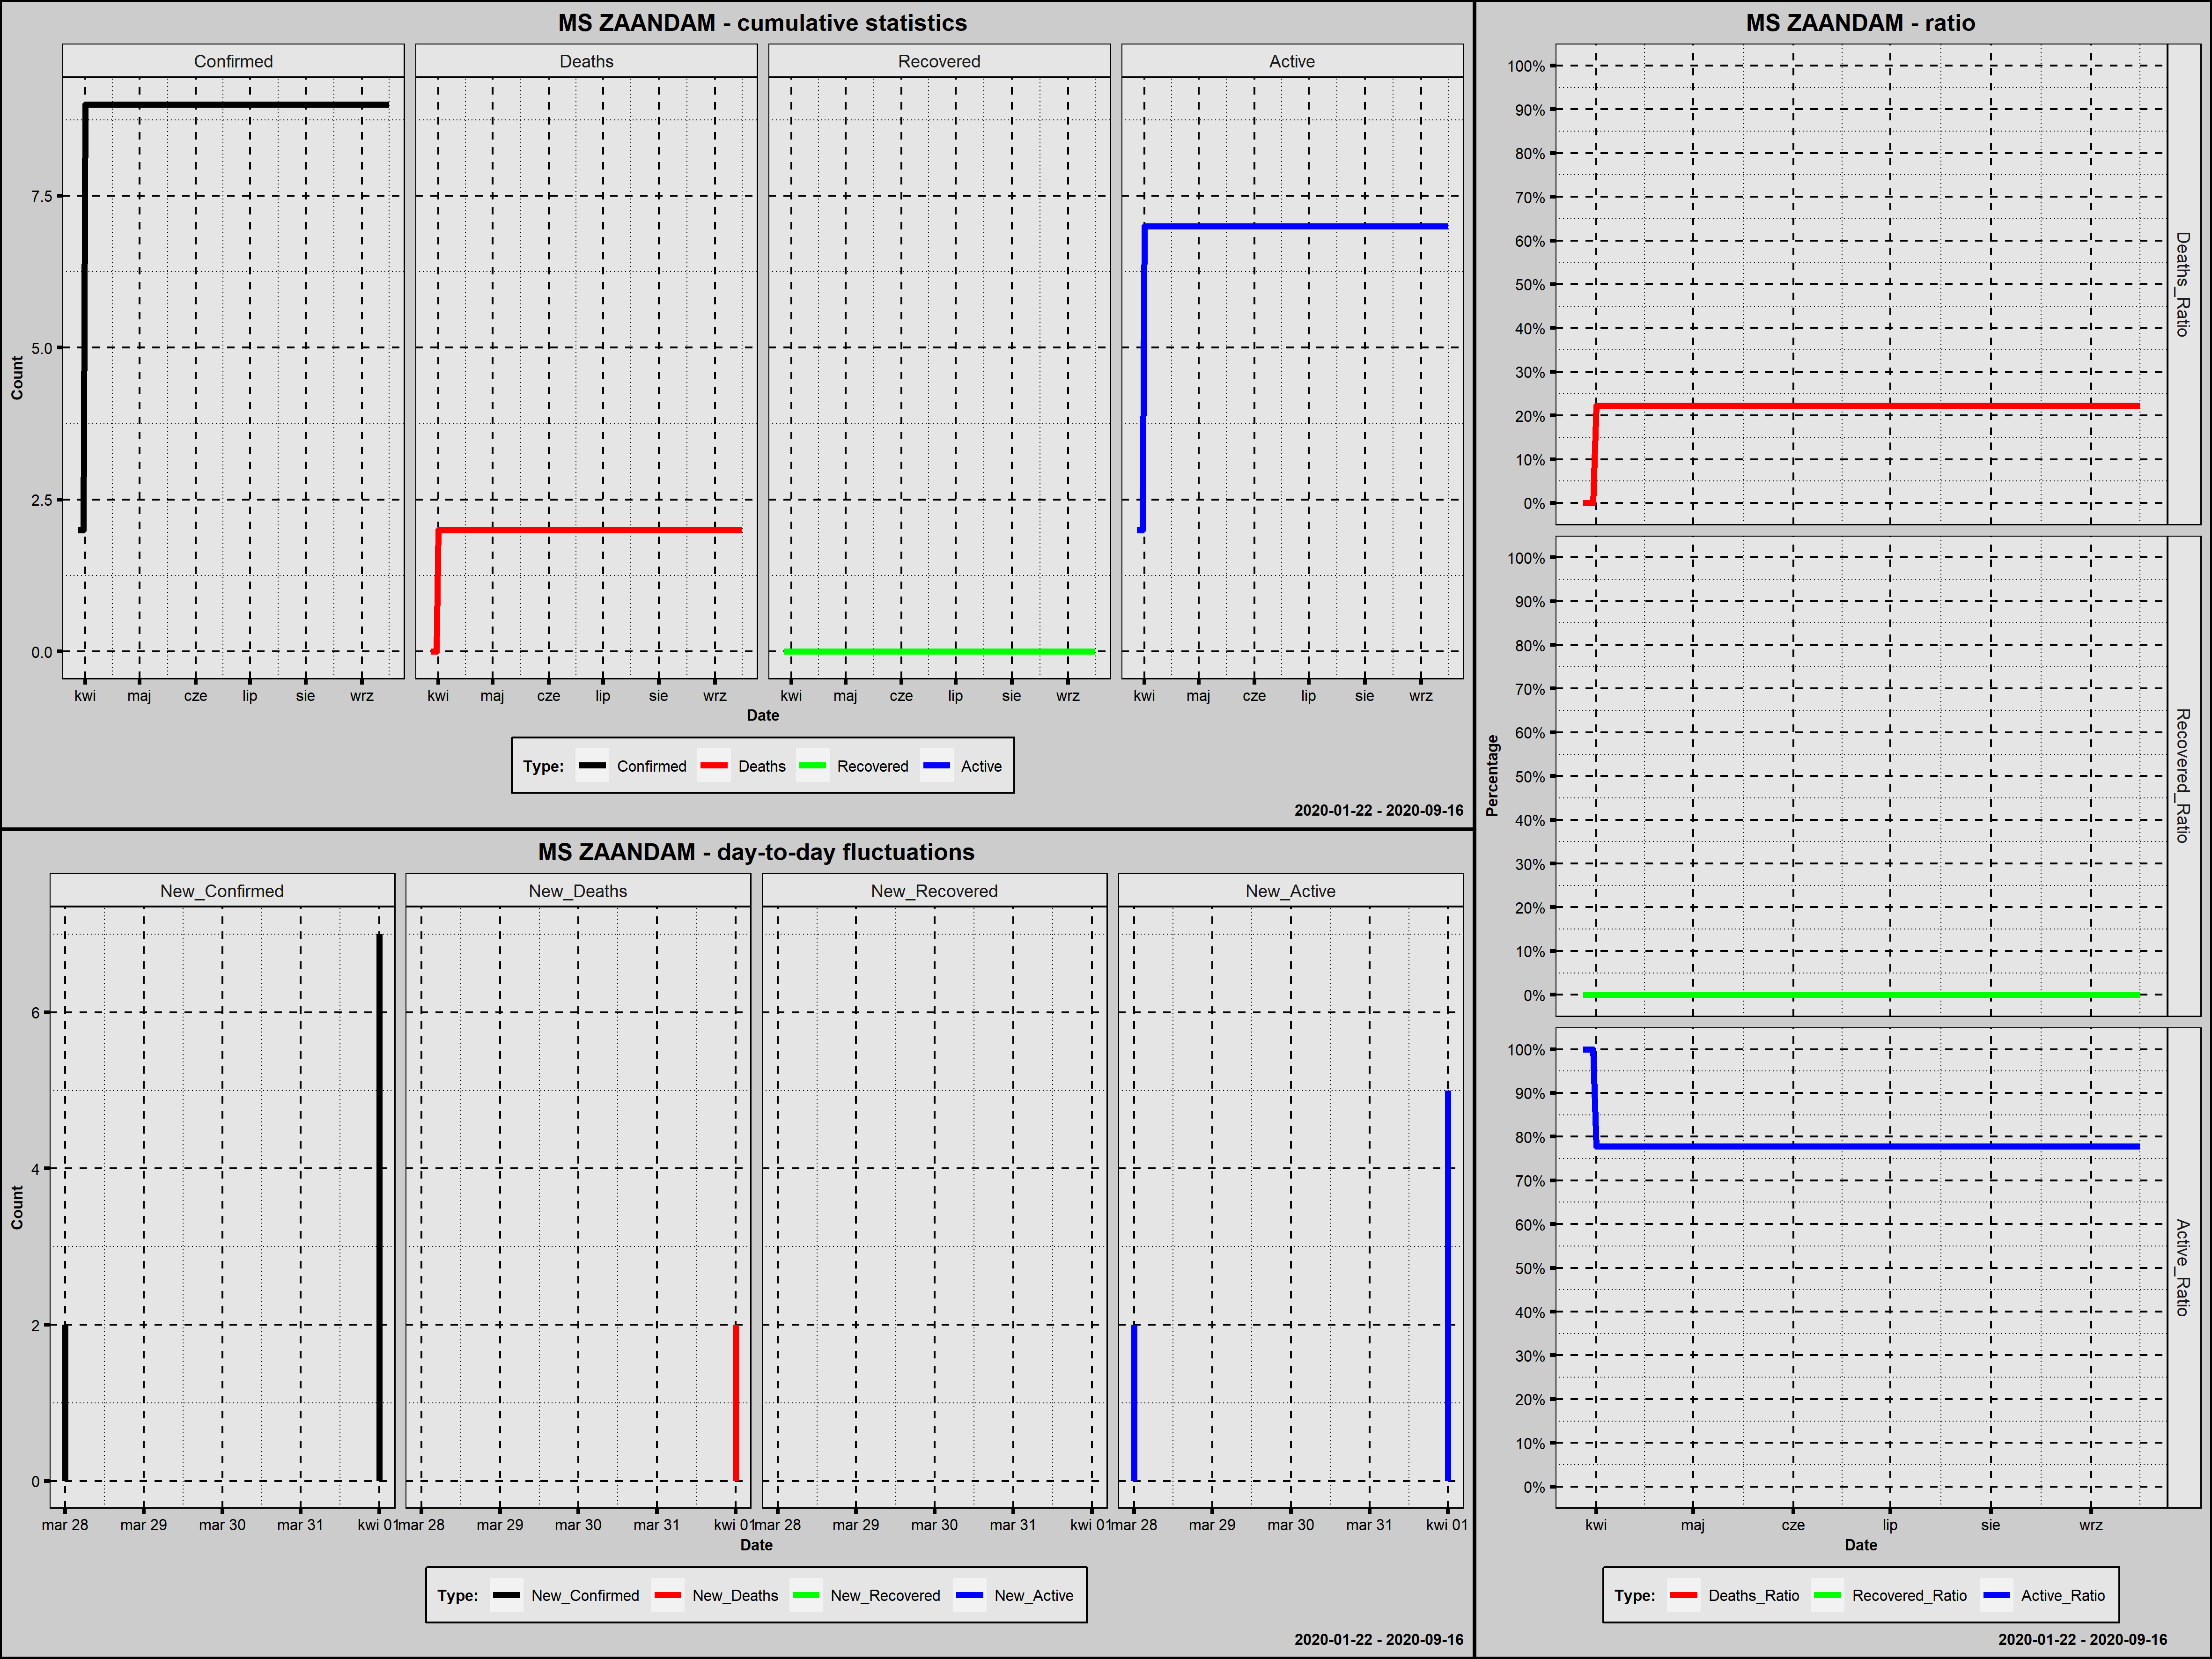 MS ZAANDAM - cumulative statistics
Confirmed Deaths Recovered Active
Count
7.5
5.0
2.5
0.0
kwi maj cze lip sie wrz kwi maj cze lip sie wrz kwi maj cze lip sie wrz kwi maj cze lip sie wrz
Date
Type: Confirmed Deaths Recovered Active
2020-01-22 - 2020-09-16
MS ZAANDAM - day-to-day fluctuations
New_Confirmed New_Deaths New_Recovered New_Active
Count
6
4
2
0
mar 28 mar 29 mar 30 mar 31 kwi 01 mar 28 mar 29 mar 30 mar 31 kwi 01 mar 28 mar 29 mar 30 mar 31 kwi 01 mar 28 mar 29 mar 30 mar 31 kwi 01
Date
Type: New_Confirmed New_Deaths New_Recovered New_Active
2020-01-22 - 2020-09-16
MS ZAANDAM - ratio
Percentage
100%
90%
80%
70%
60%
50%
40%
30%
20%
10%
0%
Deaths_Ratio
100%
90%
80%
70%
60%
50%
40%
30%
20%
10%
0%
Recovered_Ratio
100%
90%
80%
70%
60%
50%
40%
30%
20%
10%
0%
Active_Ratio
kwi maj cze lip sie wrz
Date
Type: Deaths_Ratio Recovered_Ratio Active_Ratio
2020-01-22 - 2020-09-16